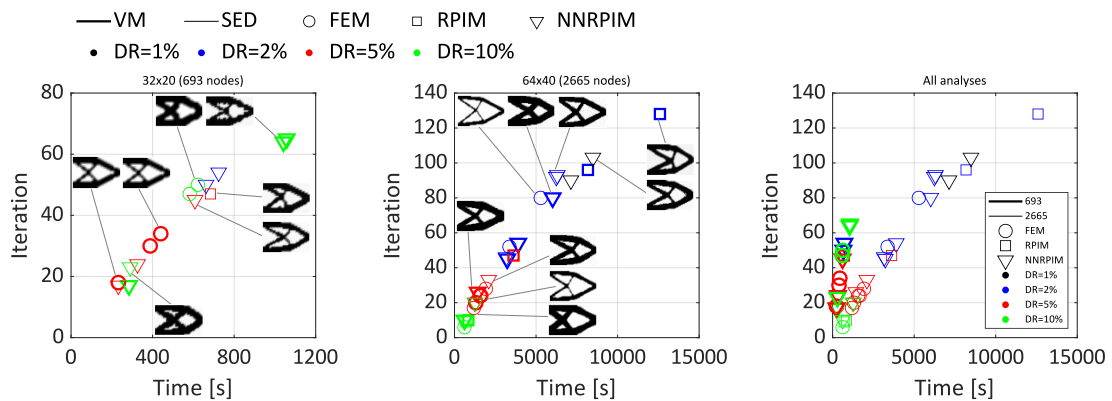 VM SED FEM RPIM NNRPIM
DR=1% DR=2% DR=5% DR=10%
32x20 (693 nodes)
80
60
40
20
0
Iteration
0 400 800 1200
Time [s]
64x40 (2665 nodes)
140
120
100
80
60
40
20
0
Iteration
0 5000 10000 15000
Time [s]
All analyses
140
120
100
80
60
40
20
0
Iteration
693
2665
FEM
RPIM
NNRPIM
DR=1%
DR=2%
DR=5%
DR=10%
0 5000 10000 15000
Time [s]